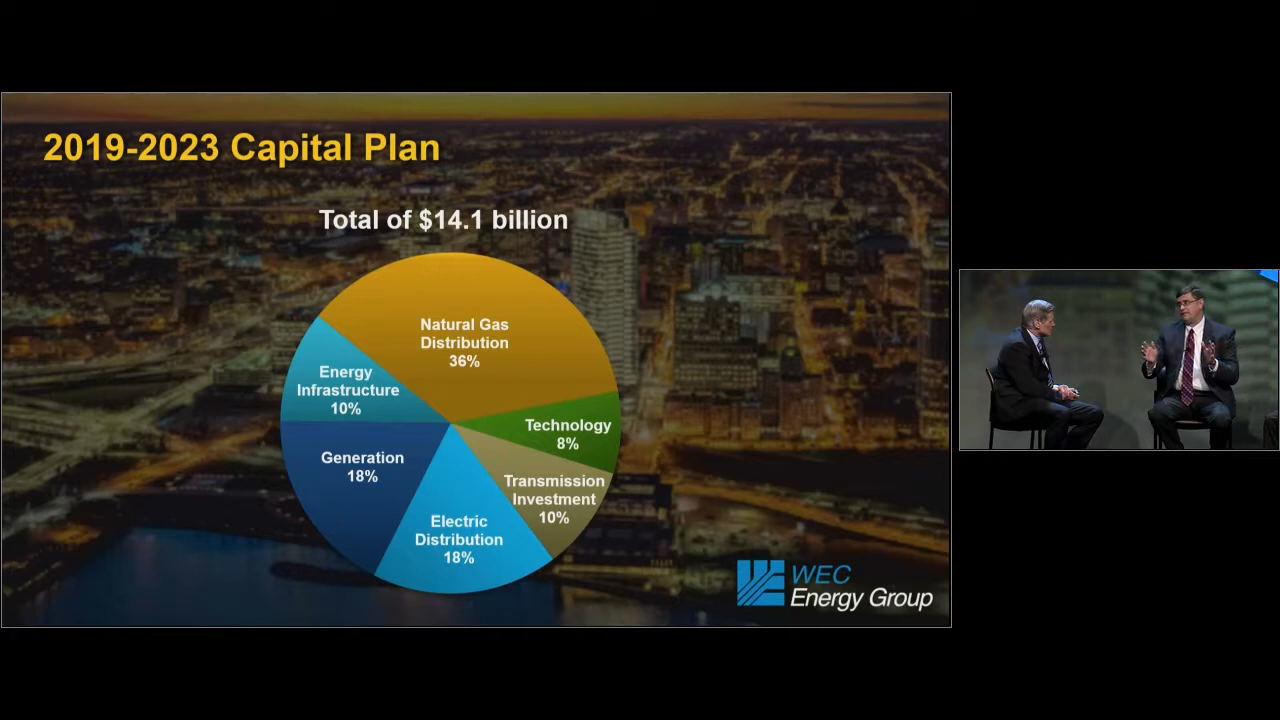 2019-2023 Capital Plan
Total of $14.1 billion
Natural Gas
Distribution
36%
Technology
8%
Transmission
Investment
10%
Electric
Distribution
18%
Generation
18%
Energy
Infrastructure
10%
WEC
Energy Group